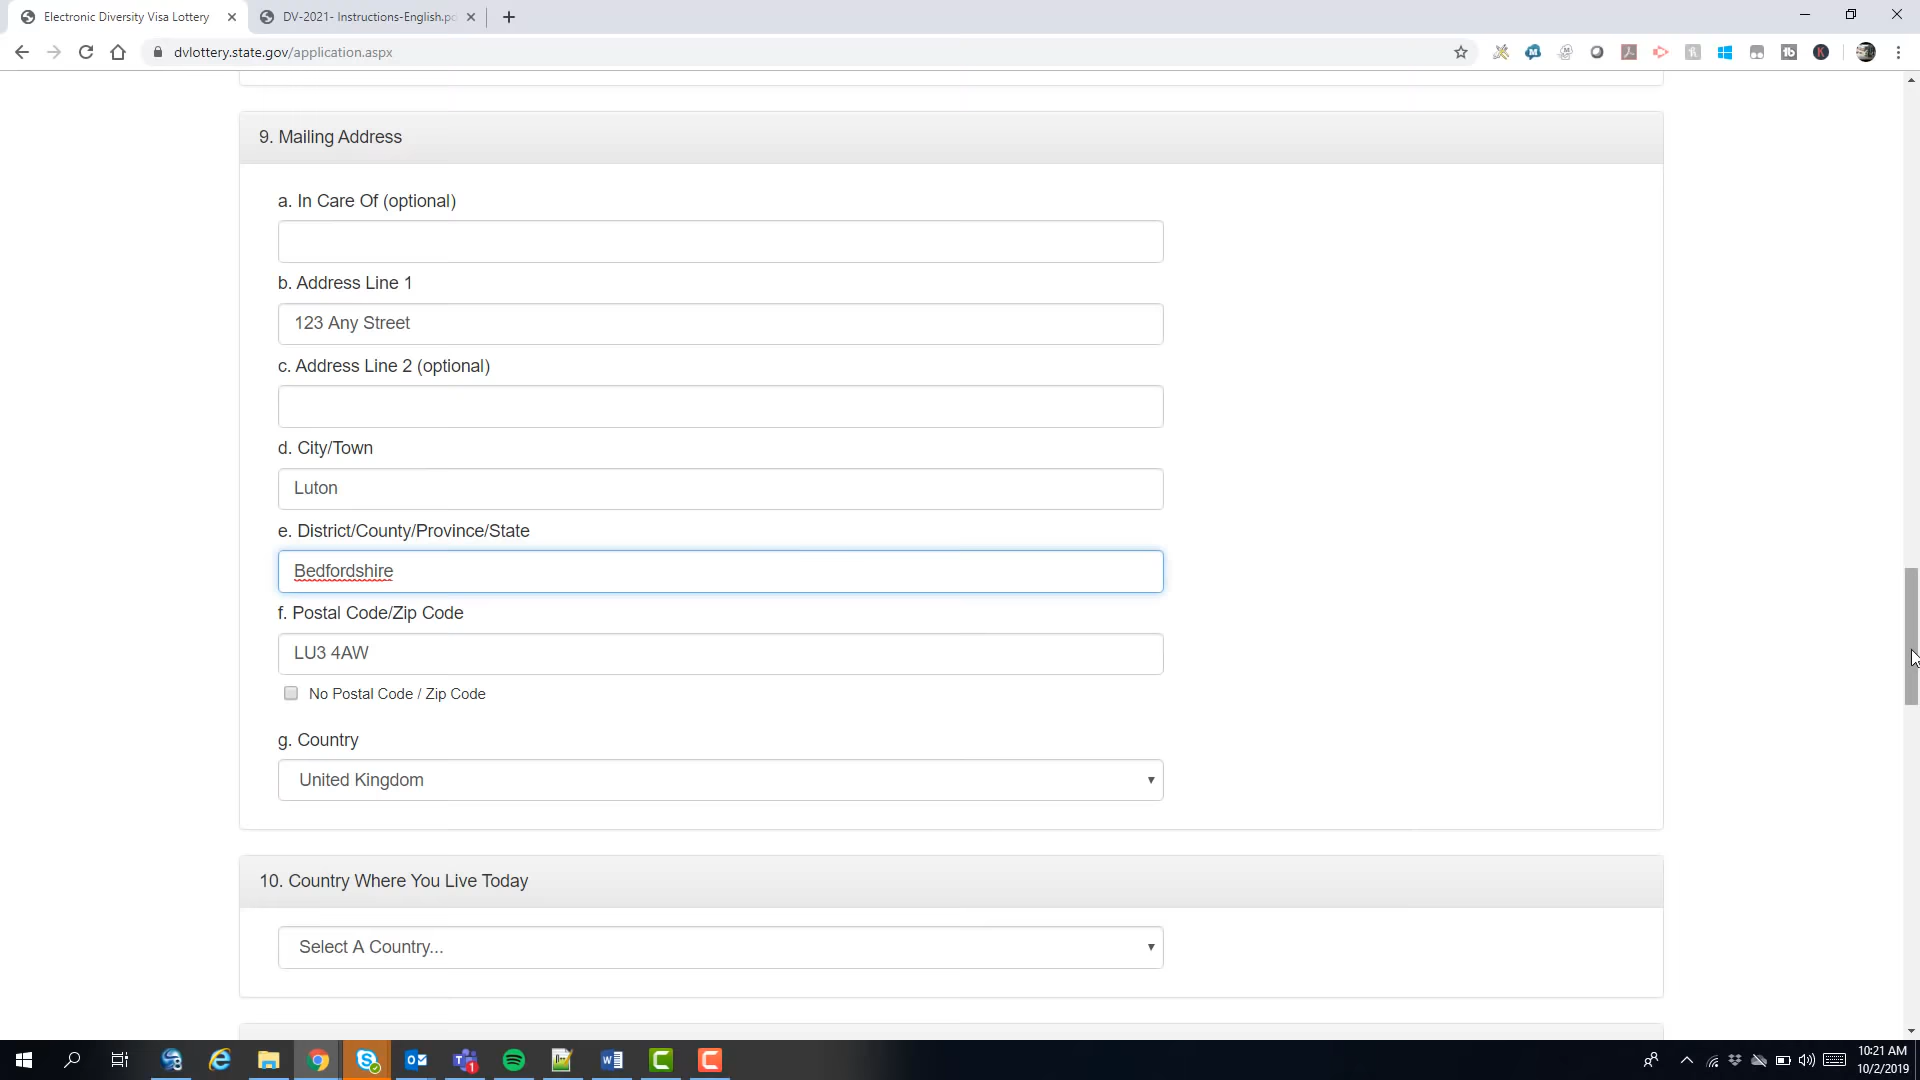 Electronic Diversity Visa Lottery
DV-2021- Instructions-English.pd
dvlottery.state.gov/application.aspx
9. Mailing Address
a. In Care Of (optional)
b. Address Line 1
123 Any Street
c. Address Line 2 (optional)
d. City/Town
Luton
e. District/County/Province/State
Bedfordshire
f. Postal Code/Zip Code
LU3 4AW
No Postal Code / Zip Code
g. Country
United Kingdom
10. Country Where You Live Today
Select A Country...
10:21 AM
10/2/2019